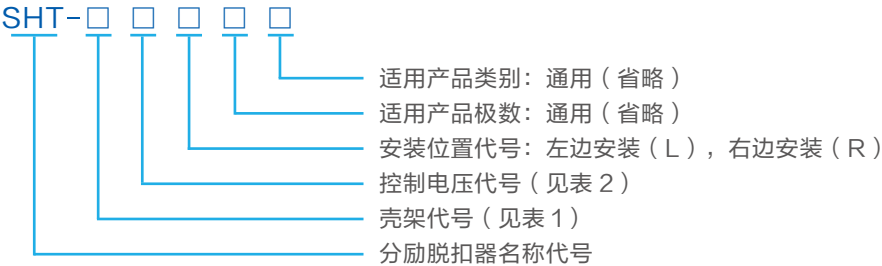 SHT-□ □ □ □ □
适用产品类别：通用（省略）
适用产品极数：通用（省略）
安装位置代号：左边安装（L），右边安装（R）
控制电压代号（见表2）
壳架代号（见表1）
分励脱扣器名称代号